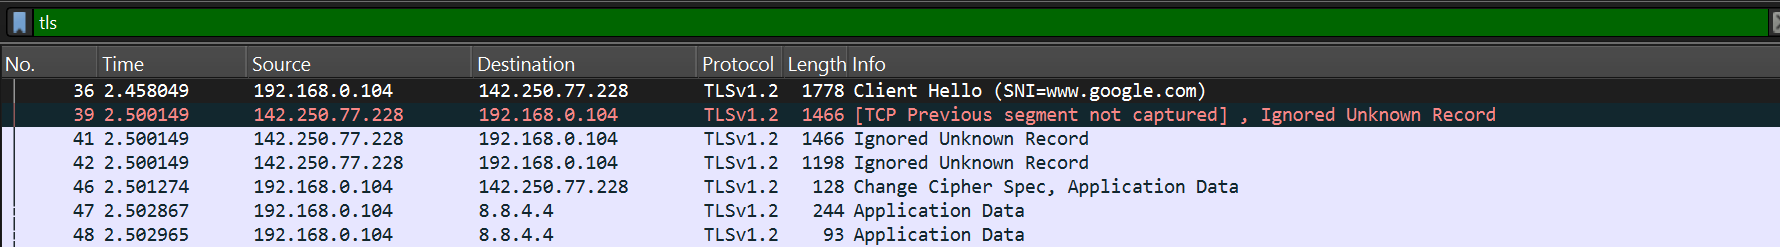 tls
No. Time Source Destination Protocol Length Info
36 2.458049 192.168.0.104 142.250.77.228 TLSv1.2 1778 Client Hello (SNI=www.google.com)
39 2.500149 142.250.77.228 192.168.0.104 TLSv1.2 1466 [TCP Previous segment not captured] , Ignored Unknown Record
41 2.500149 142.250.77.228 192.168.0.104 TLSv1.2 1466 Ignored Unknown Record
42 2.500149 142.250.77.228 192.168.0.104 TLSv1.2 1198 Ignored Unknown Record
46 2.501274 192.168.0.104 142.250.77.228 TLSv1.2 128 Change Cipher Spec, Application Data
47 2.502867 192.168.0.104 8.8.4.4 TLSv1.2 244 Application Data
48 2.502965 192.168.0.104 8.8.4.4 TLSv1.2 93 Application Data